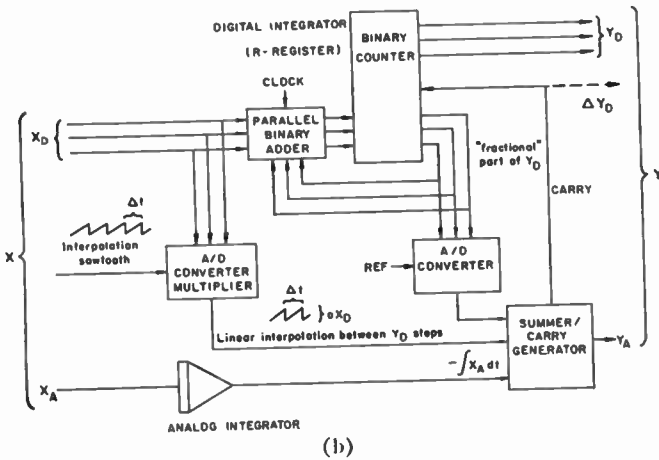 DIGITAL INTEGRATOR
(R-REGISTER)
BINARY
COUNTER
Y_D
CLOCK
X_D
PARALLEL
BINARY
ADDER
ΔY_D
"fractional"
part of Y_D
CARRY
X
Y
Δt
Interpolation
sawtooth
A/D
CONVERTER
MULTIPLIER
REF
A/D
CONVERTER
Δt
αX_D
Linear interpolation between Y_D steps
SUMMER/
CARRY
GENERATOR
Y_A
X_A
-∫X_A dt
ANALOG INTEGRATOR
(b)